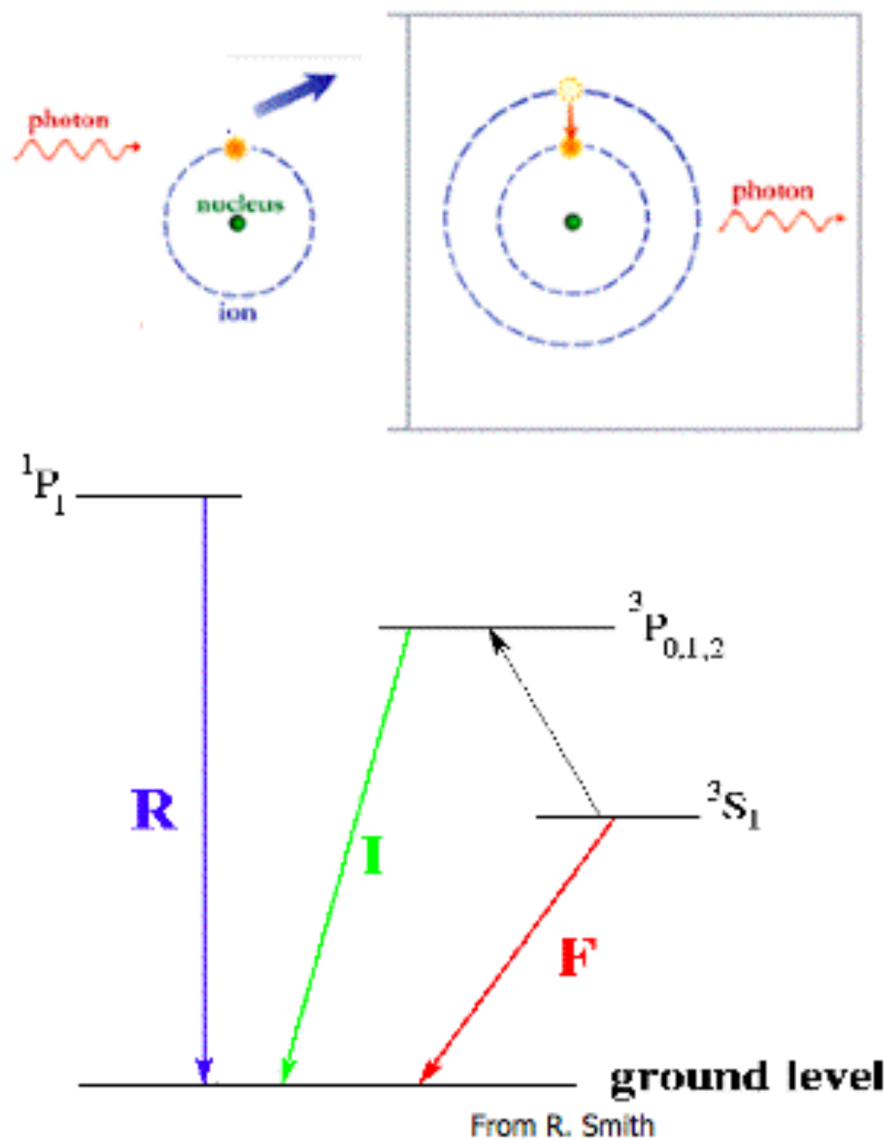 photon
nucleus
ion
photon
¹P₁
³P₀,₁,₂
³S₁
R
I
F
ground level
From R. Smith